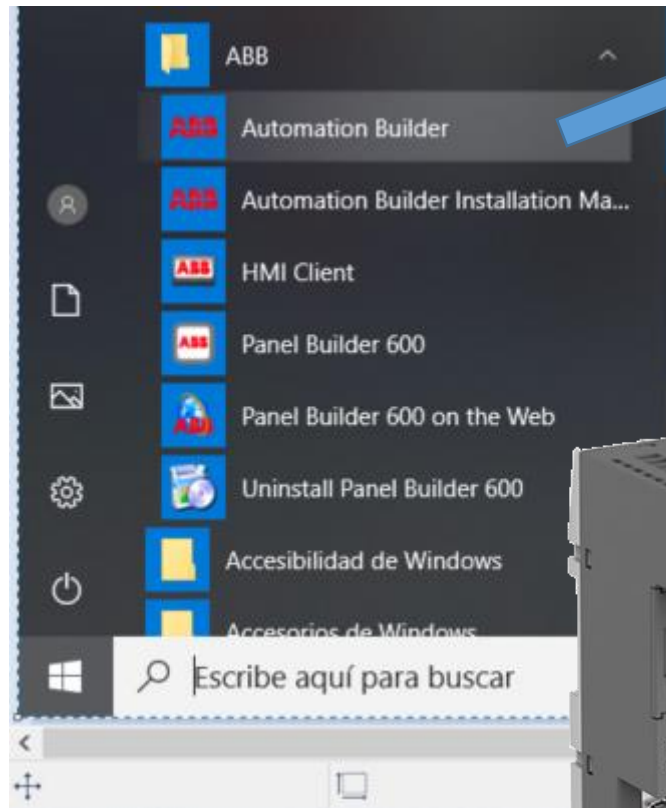 ABB
ABB Automation Builder
ABB Automation Builder Installation Ma...
ABB HMI Client
ABB Panel Builder 600
Panel Builder 600 on the Web
Uninstall Panel Builder 600
Accesibilidad de Windows
Accesorios de Windows
Escribe aquí para buscar